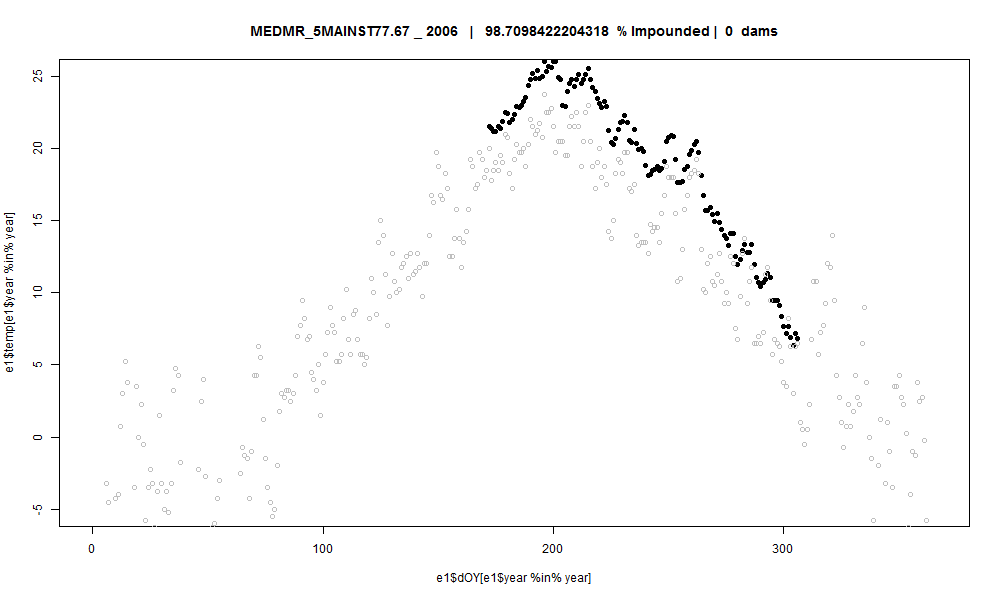 MEDMR_5MAINST77.67 _ 2006 | 98.7098422204318 % Impounded | 0 dams
e1$temp[e1$year %in% year]
25
20
15
10
5
0
-5
0 100 200 300
e1$dOY[e1$year %in% year]